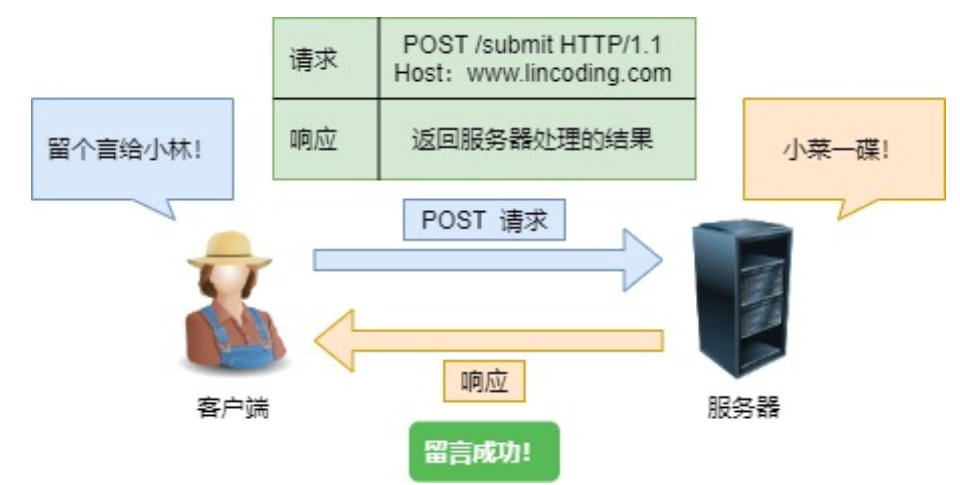 请求
POST /submit HTTP/1.1
Host：www.lincoding.com
响应
返回服务器处理的结果
留个言给小林！
小菜一碟！
POST 请求
响应
客户端
服务器
留言成功！